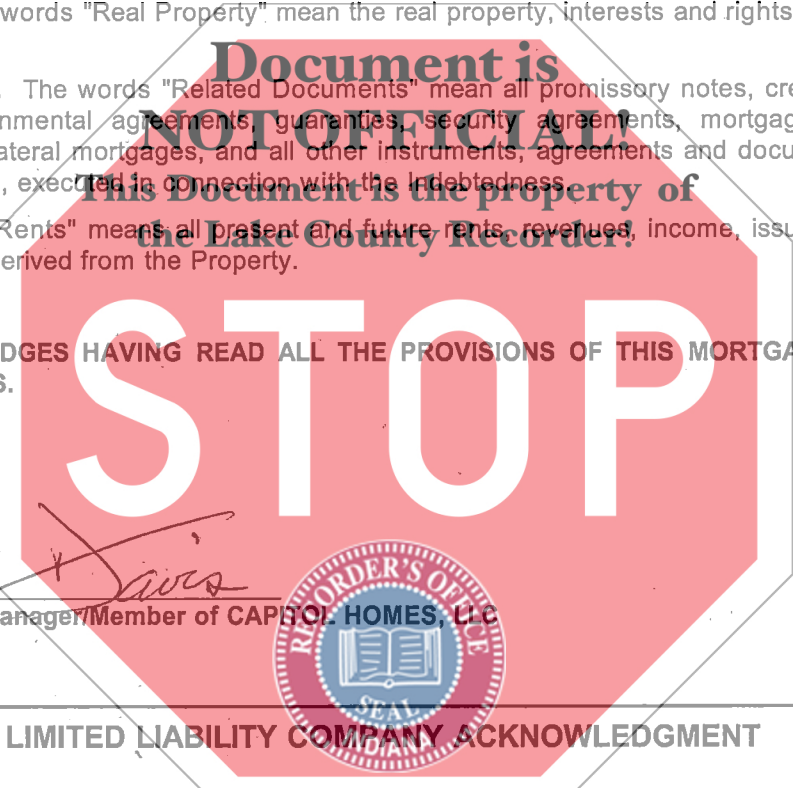 words "Real Property" mean the real property, interests and rights
Document is
The words "Related Documents" mean all promissory notes, cre
nmental agreements, guaranties, security agreements, mortgag
NOT OFFICIAL!
ateral mortgages, and all other instruments, agreements and docu
, executed in connection with the Indebtedness.
This Document is the property of
Rents" means all present and future rents, revenues, income, issu
the Lake County Recorder!
erived from the Property.
DGES HAVING READ ALL THE PROVISIONS OF THIS MORTGA
S.
STOP
Davis
anager/Member of CAPITOL HOMES, LLC
RECORDER'S OFFICE
SEAL
INDIANA
LIMITED LIABILITY COMPANY ACKNOWLEDGMENT